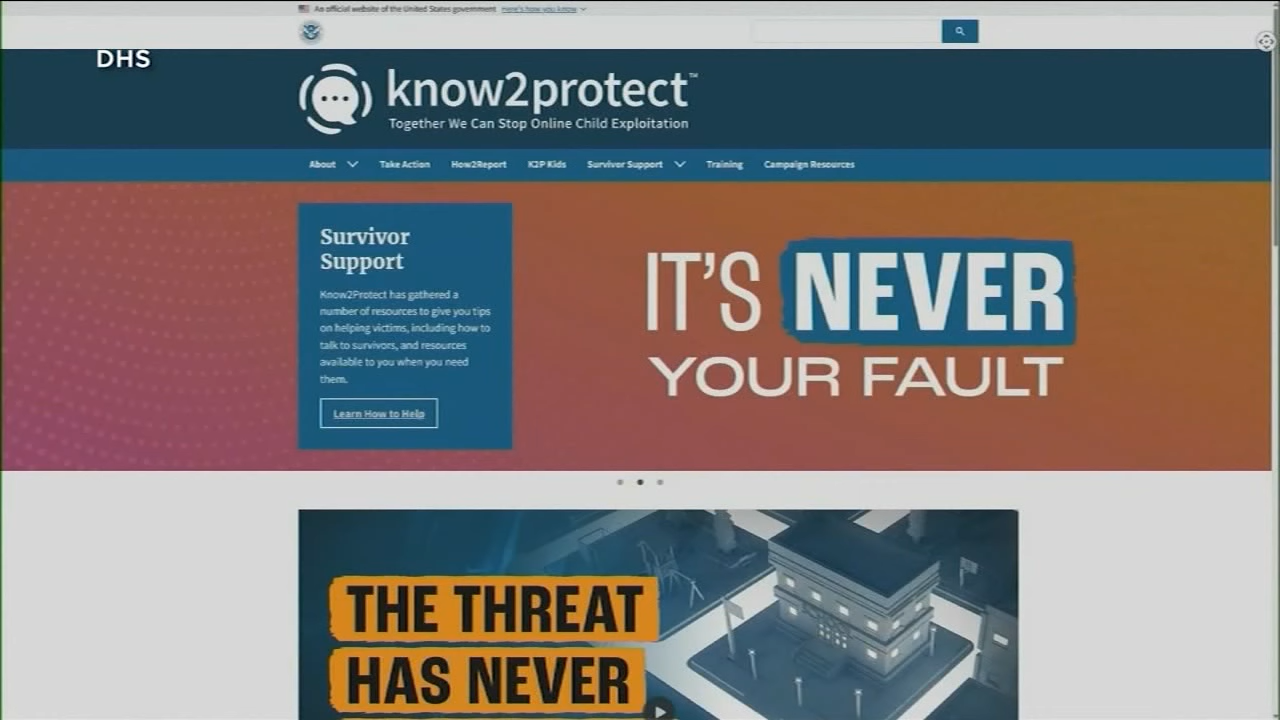 An official website of the United States government Here's how you know
DHS
know2protect™
Together We Can Stop Online Child Exploitation
About Take Action How2Report K2P Kids Survivor Support Training Campaign Resources
Survivor
Support
Know2Protect has gathered a
number of resources to give you tips
on helping victims, including how to
talk to survivors, and resources
available to you when you need
them.
Learn How to Help
IT'S NEVER
YOUR FAULT
THE THREAT
HAS NEVER